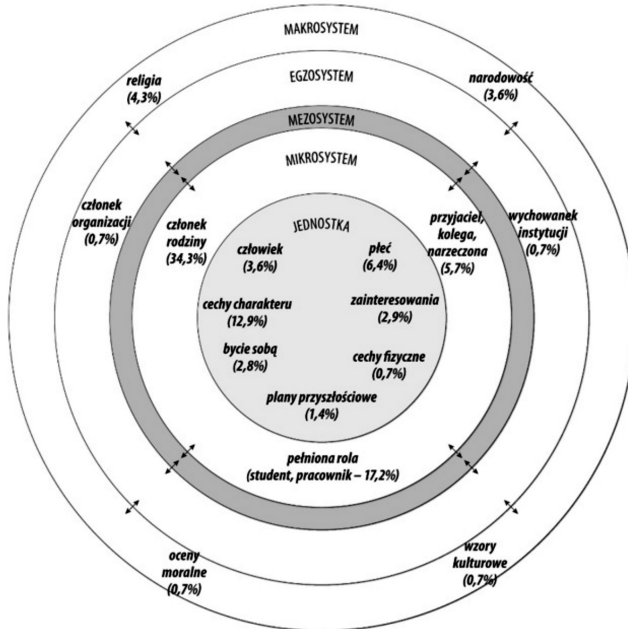 MAKROSYSTEM
religia
(4,3%)
EGZOSYSTEM
narodowość
(3,6%)
MEZOSYSTEM
MIKROSYSTEM
członek
organizacji
(0,7%)
członek
rodziny
(34,3%)
JEDNOSTKA
przyjaciel,
kolega,
narzeczona
(5,7%)
wychowanek
instytucji
(0,7%)
człowiek
(3,6%)
płeć
(6,4%)
cechy charakteru
(12,9%)
zainteresowania
(2,9%)
bycie sobą
(2,8%)
cechy fizyczne
(0,7%)
plany przyszłościowe
(1,4%)
pełniona rola
(student, pracownik – 17,2%)
oceny
moralne
(0,7%)
wzory
kulturowe
(0,7%)